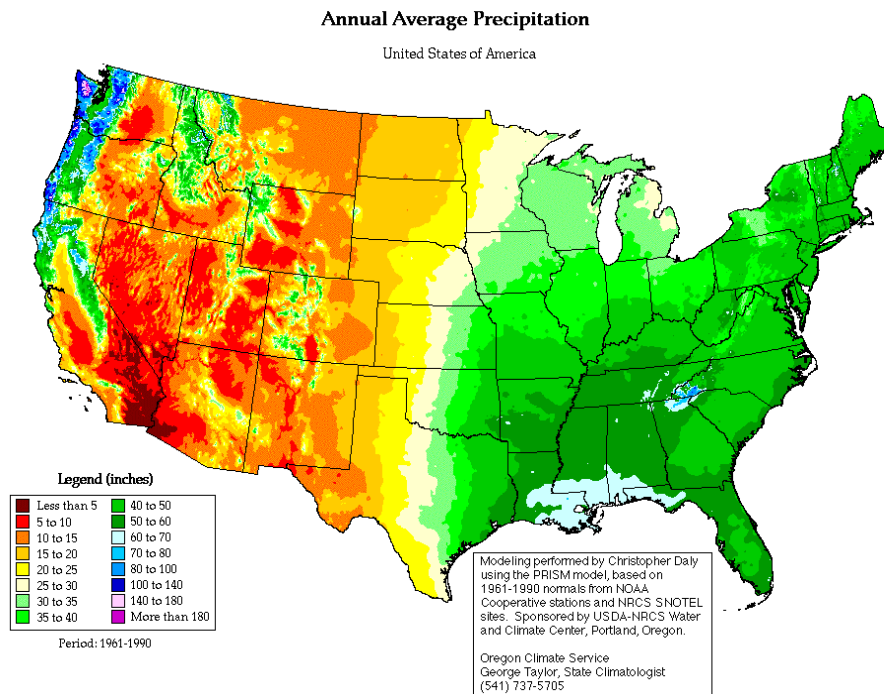 Annual Average Precipitation
United States of America
Legend (inches)
Less than 5
5 to 10
10 to 15
15 to 20
20 to 25
25 to 30
30 to 35
35 to 40
40 to 50
50 to 60
60 to 70
70 to 80
80 to 100
100 to 140
140 to 180
More than 180
Period: 1961-1990
Modeling performed by Christopher Daly
using the PRISM model, based on
1961-1990 normals from NOAA
Cooperative stations and NRCS SNOTEL
sites. Sponsored by USDA-NRCS Water
and Climate Center, Portland, Oregon.
Oregon Climate Service
George Taylor, State Climatologist
(541) 737-5705